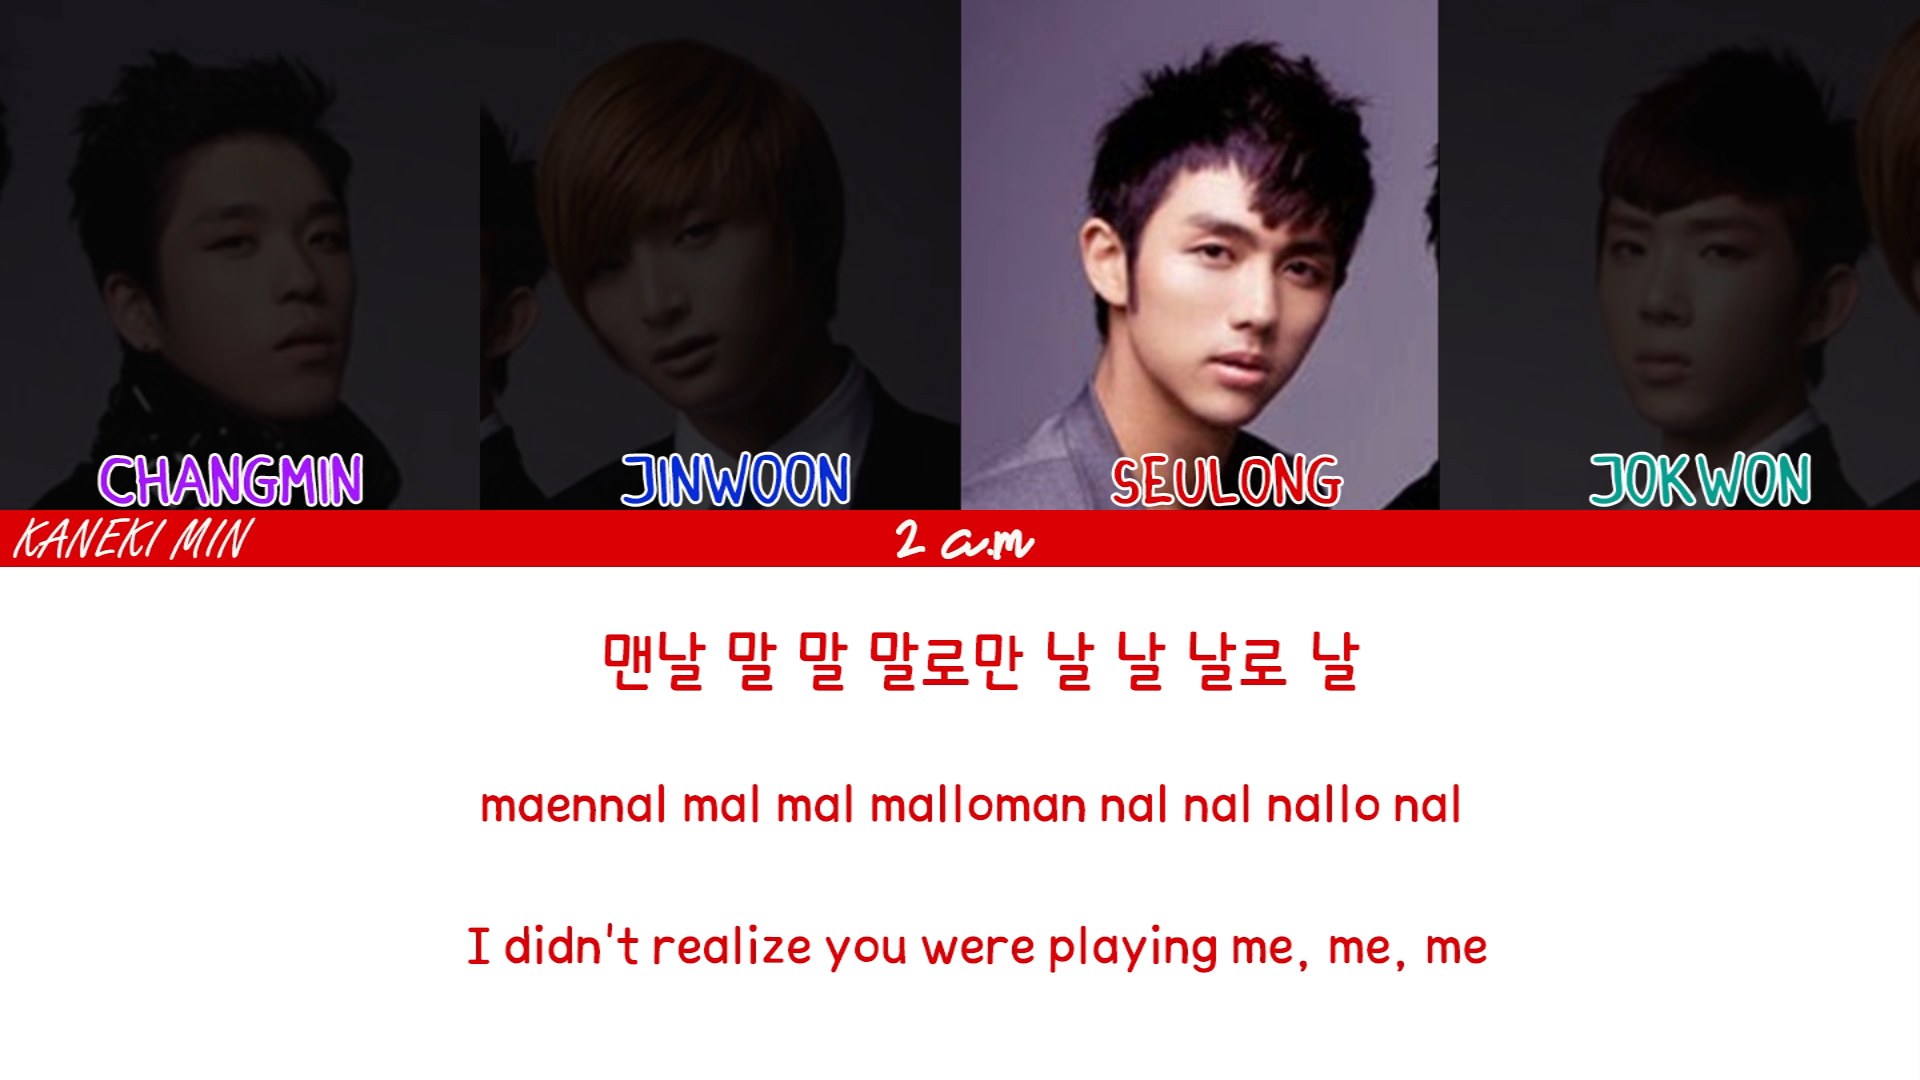 CHANGMIN JINWOON SEULONG JOKWON
KANEKI MIN 2 a.m
맨날 말 말 말로만 날 날 날로 날
maennal mal mal malloman nal nal nallo nal
I didn't realize you were playing me, me, me